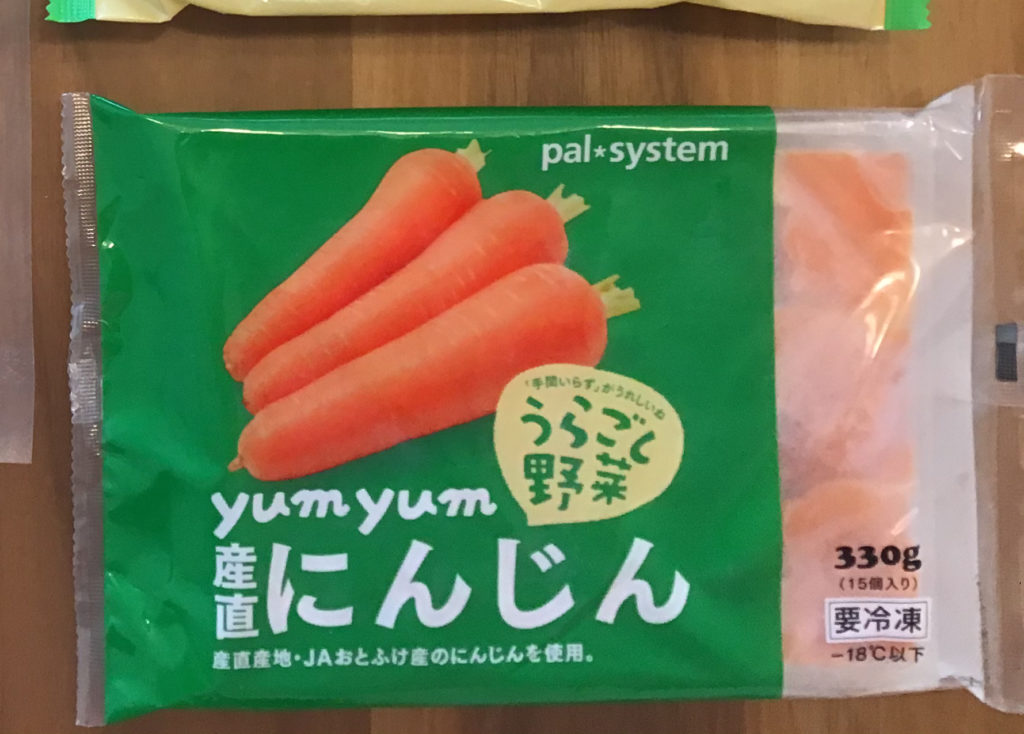 pal*system
「手間いらず」がうれしいね
うらごし
野菜
yum yum
産直
にんじん
産直産地・JAおとふけ産のにんじんを使用。
330g
(15個入り)
要冷凍
-18℃以下